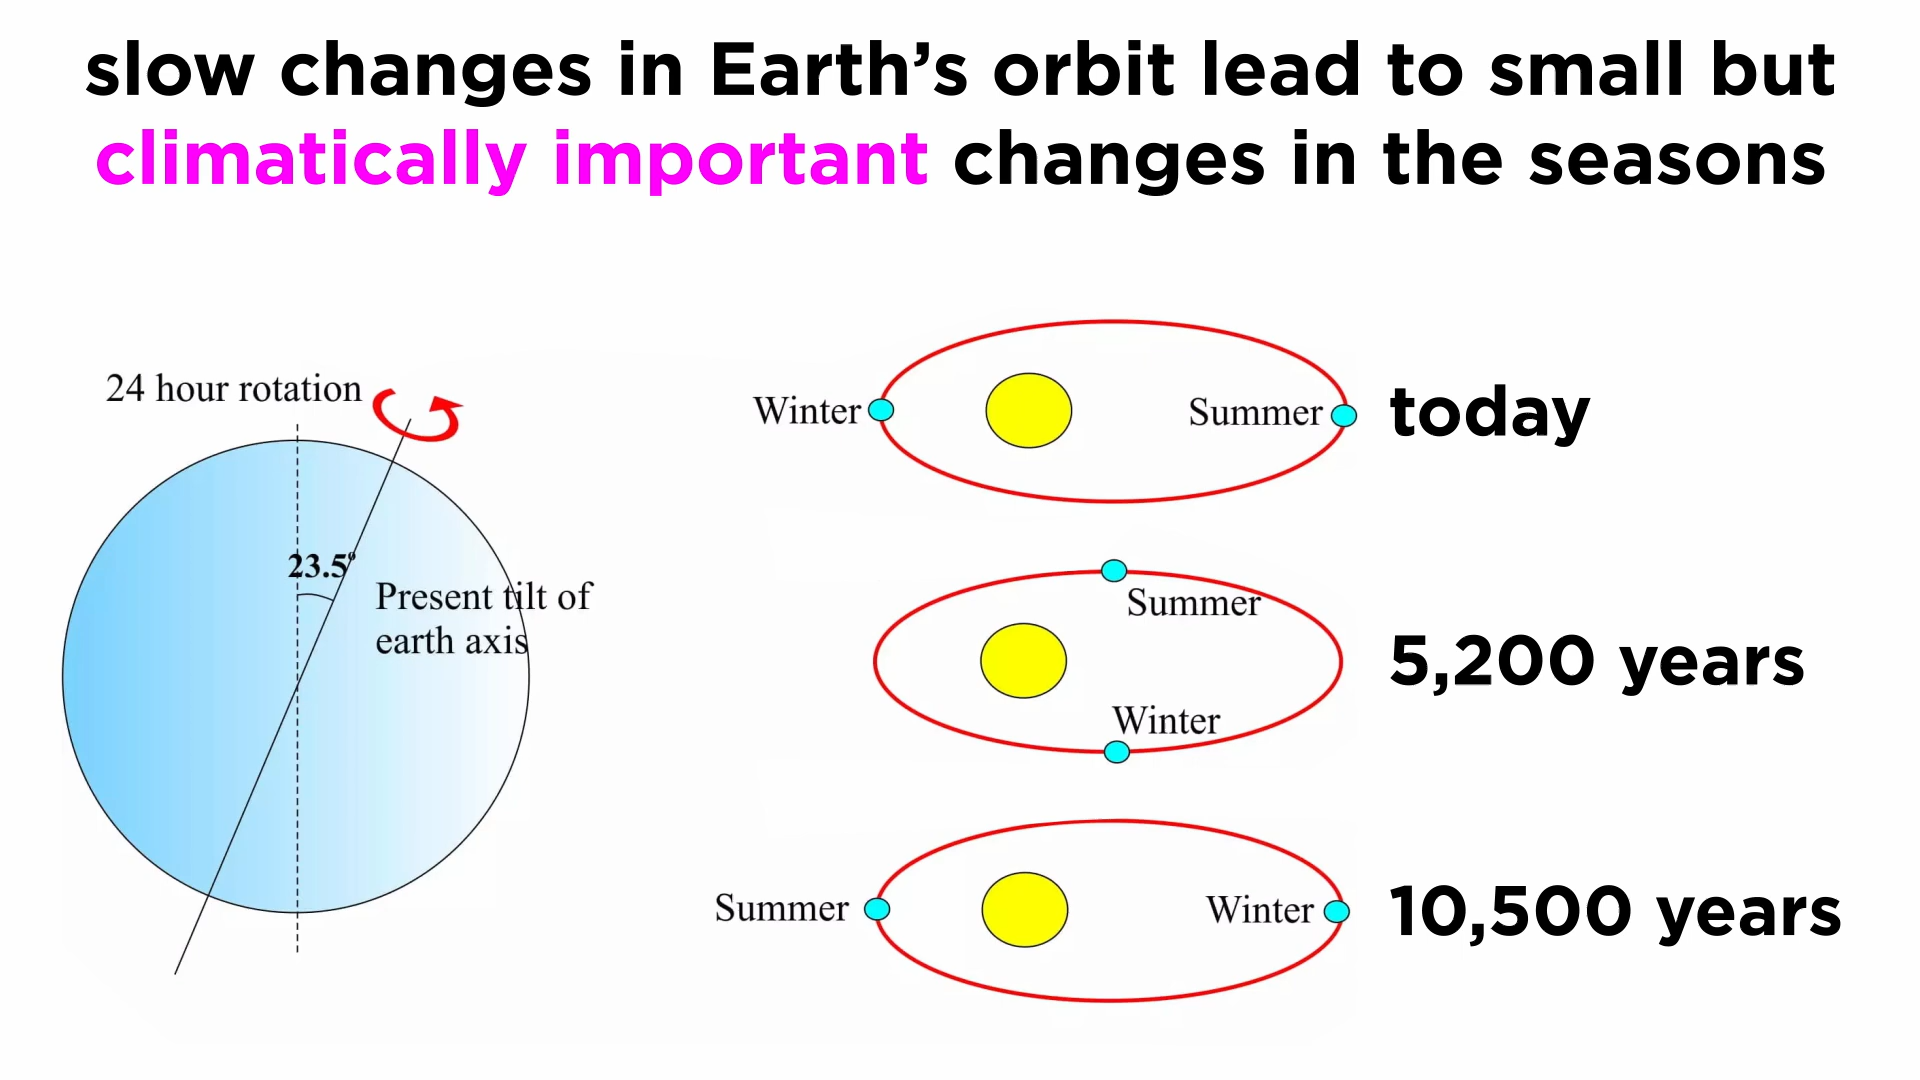 slow changes in Earth’s orbit lead to small but
climatically important changes in the seasons
24 hour rotation
23.5°
Present tilt of
earth axis
Winter
Summer
today
Summer
Winter
5,200 years
Summer
Winter
10,500 years